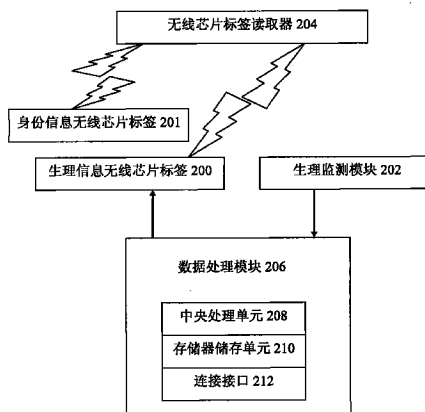 无线芯片标签读取器 204
身份信息无线芯片标签 201
生理信息无线芯片标签 200
生理监测模块 202
数据处理模块 206
中央处理单元 208
存储器储存单元 210
连接接口 212